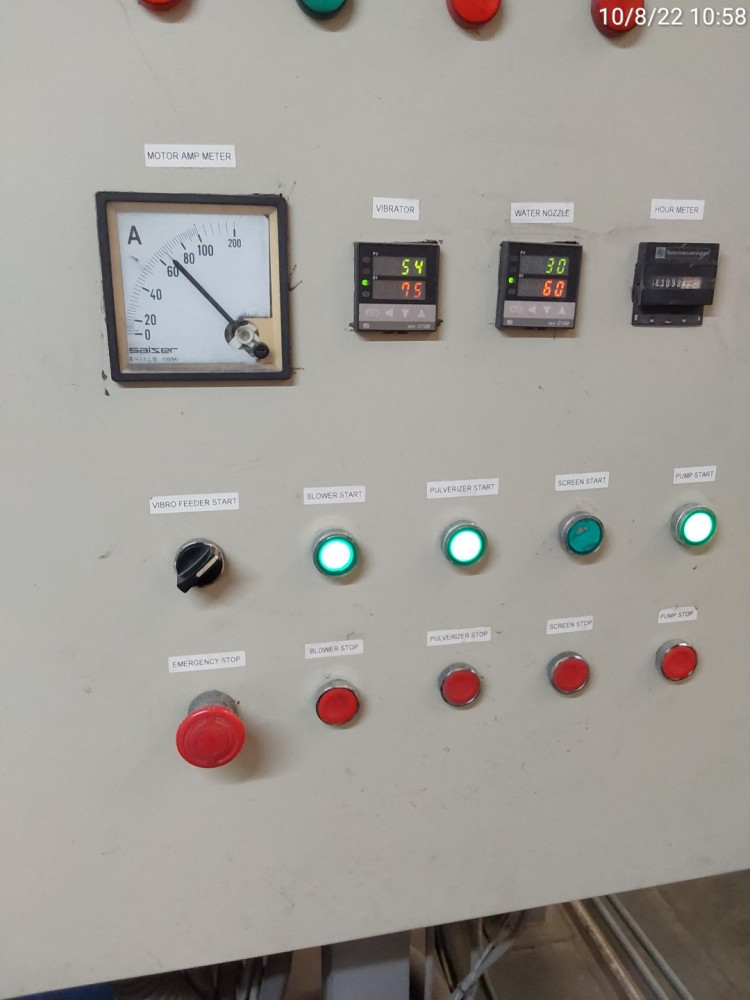 10/8/22 10:58
MOTOR AMP METER
VIBRATOR
WATER NOZZLE
HOUR METER
A
0
20
40
60
80
100
200
salzer
54
75
30
60
Telemecanique
VIBRO FEEDER START
BLOWER START
PULVERIZER START
SCREEN START
PUMP START
EMERGENCY STOP
BLOWER STOP
PULVERIZER STOP
SCREEN STOP
PUMP STOP